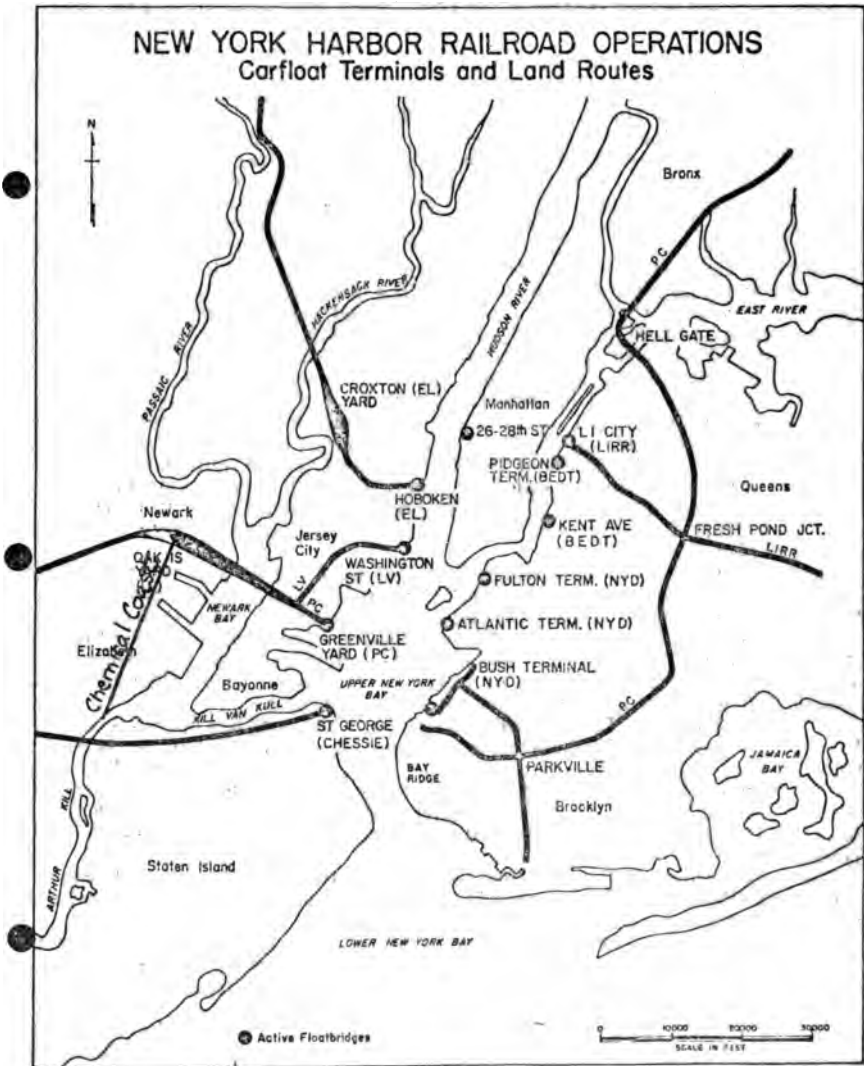 NEW YORK HARBOR RAILROAD OPERATIONS
Carfloat Terminals and Land Routes
N
Bronx
PC
EAST RIVER
HELL GATE
HACKENSACK RIVER
HUDSON RIVER
PASSAIC RIVER
CROXTON (EL)
YARD
Manhattan
26-28th ST
L I CITY
(LIRR)
PIDGEON
TERM. (BEDT)
Queens
HOBOKEN
(EL)
Newark
Jersey
City
KENT AVE
(BEDT)
FRESH POND JCT.
LIRR
OAK IS
WASHINGTON
ST (LV)
LV
PC
FULTON TERM. (NYD)
Chemical Coast
NEWARK
BAY
ATLANTIC TERM. (NYD)
GREENVILLE
YARD (PC)
Elizabeth
BUSH TERMINAL
(NYD)
Bayonne
UPPER NEW YORK
BAY
PC
KILL VAN KULL
ST GEORGE
(CHESSIE)
BAY
RIDGE
PARKVILLE
JAMAICA
BAY
Brooklyn
ARTHUR KILL
Staten Island
LOWER NEW YORK BAY
Active Floatbridges
0 10000 20000 30000
SCALE IN FEET